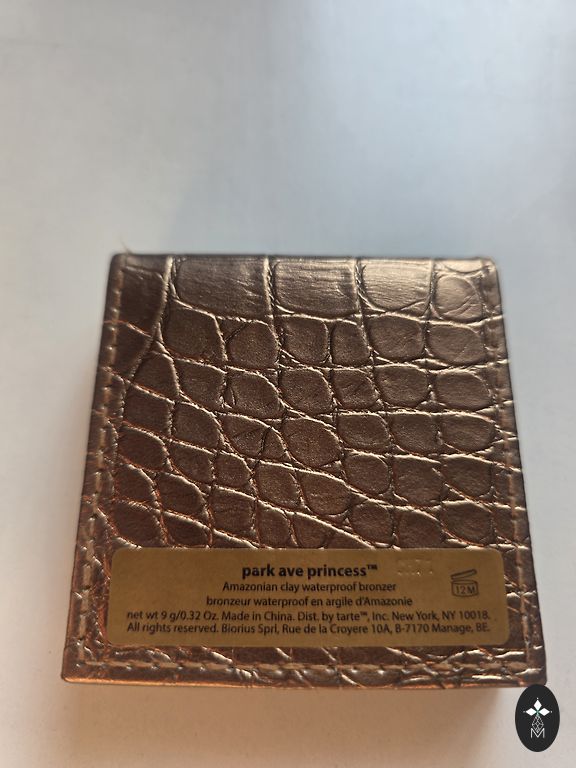 park ave princess™
Amazonian clay waterproof bronzer
bronzeur waterproof en argile d'Amazonie
net wt 9 g/0.32 Oz. Made in China. Dist. by tarte™, Inc. New York, NY 10018.
All rights reserved. Biorius Sprl, Rue de la Croyere 10A, B-7170 Manage, BE.
12M
M